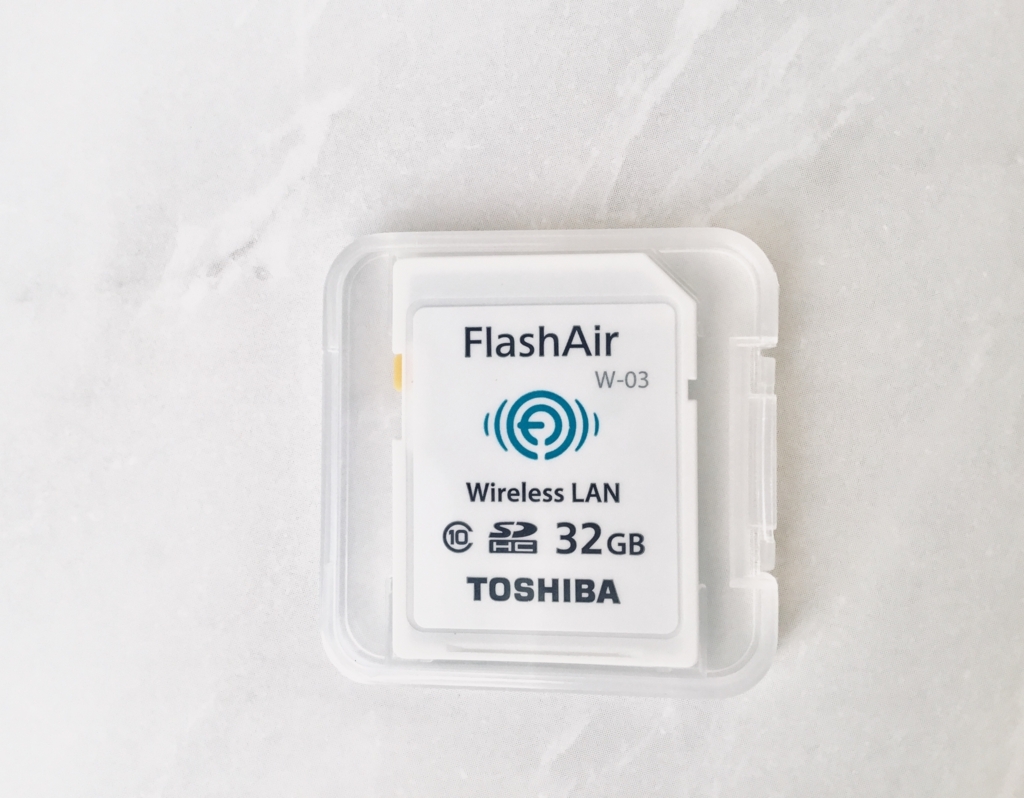 FlashAir
W-03
Wireless LAN
10 SD HC 32GB
TOSHIBA